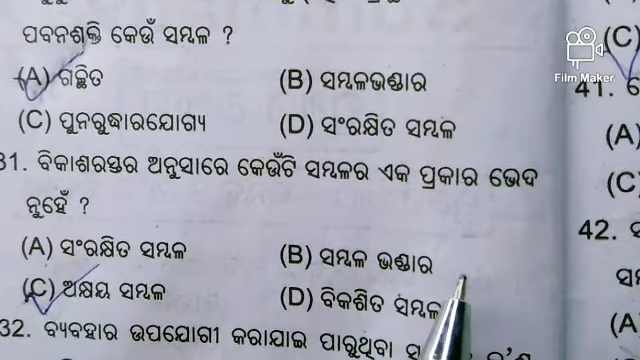 ପବନଶକ୍ତି କେଉଁ ସମ୍ବଳ ?
(A) ଗଚ୍ଛିତ (B) ସମ୍ବଳଭଣ୍ଡାର
(C) ପୁନରୁଦ୍ଧାରଯୋଗ୍ୟ (D) ସଂରକ୍ଷିତ ସମ୍ବଳ
31. ବିକାଶରସ୍ତର ଅନୁସାରେ କେଉଁଟି ସମ୍ବଳର ଏକ ପ୍ରକାର ଭେଦ
ନୁହେଁ ?
(A) ସଂରକ୍ଷିତ ସମ୍ବଳ (B) ସମ୍ବଳ ଭଣ୍ଡାର
(C) ଅକ୍ଷୟ ସମ୍ବଳ (D) ବିକଶିତ ସମ୍ବଳ
32. ବ୍ୟବହାର ଉପଯୋଗୀ କରାଯାଇ ପାରୁଥିବା
(C)
Film Maker
41.
(A)
(C)
42.
(A)